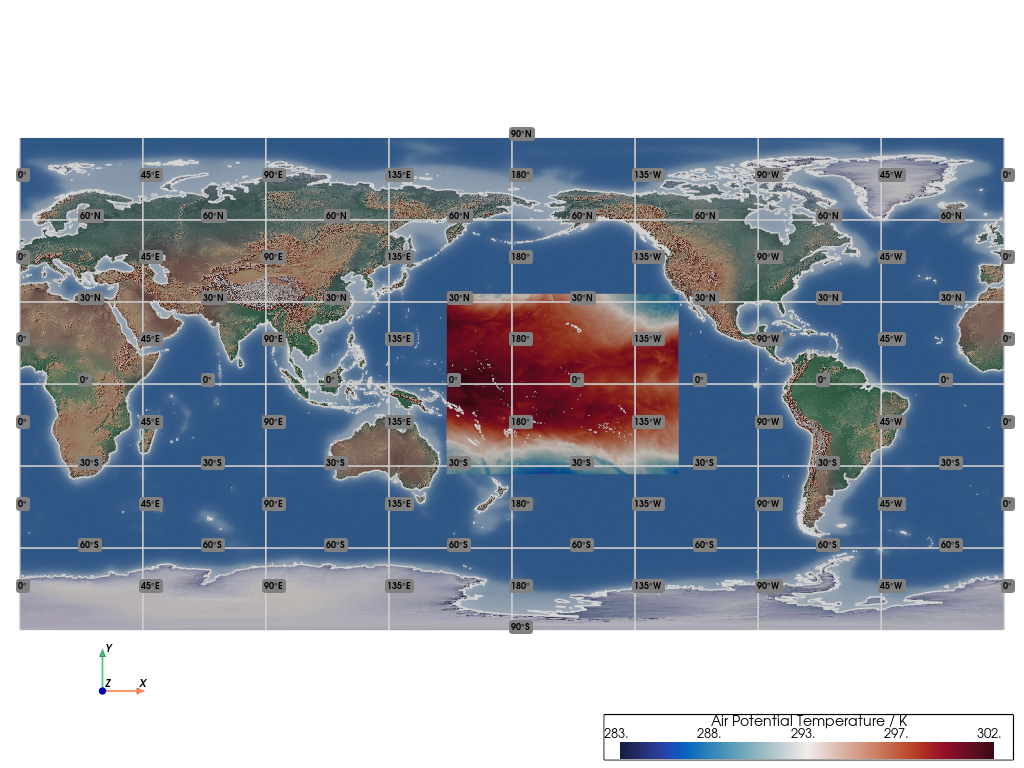 90°N
0° 45°E 90°E 135°E 180° 135°W 90°W 45°W 0°
60°N 60°N 60°N 60°N 60°N 60°N 60°N 60°N
0° 45°E 90°E 135°E 180° 135°W 90°W 45°W 0°
30°N 30°N 30°N 30°N 30°N 30°N 30°N 30°N
0° 45°E 90°E 135°E 180° 135°W 90°W 45°W 0°
0° 0° 0° 0° 0° 0° 0° 0°
0° 45°E 90°E 135°E 180° 135°W 90°W 45°W 0°
30°S 30°S 30°S 30°S 30°S 30°S 30°S 30°S
0° 45°E 90°E 135°E 180° 135°W 90°W 45°W 0°
60°S 60°S 60°S 60°S 60°S 60°S 60°S 60°S
0° 45°E 90°E 135°E 180° 135°W 90°W 45°W 0°
90°S
Y
Z X
Air Potential Temperature / K
283. 288. 293. 297. 302.